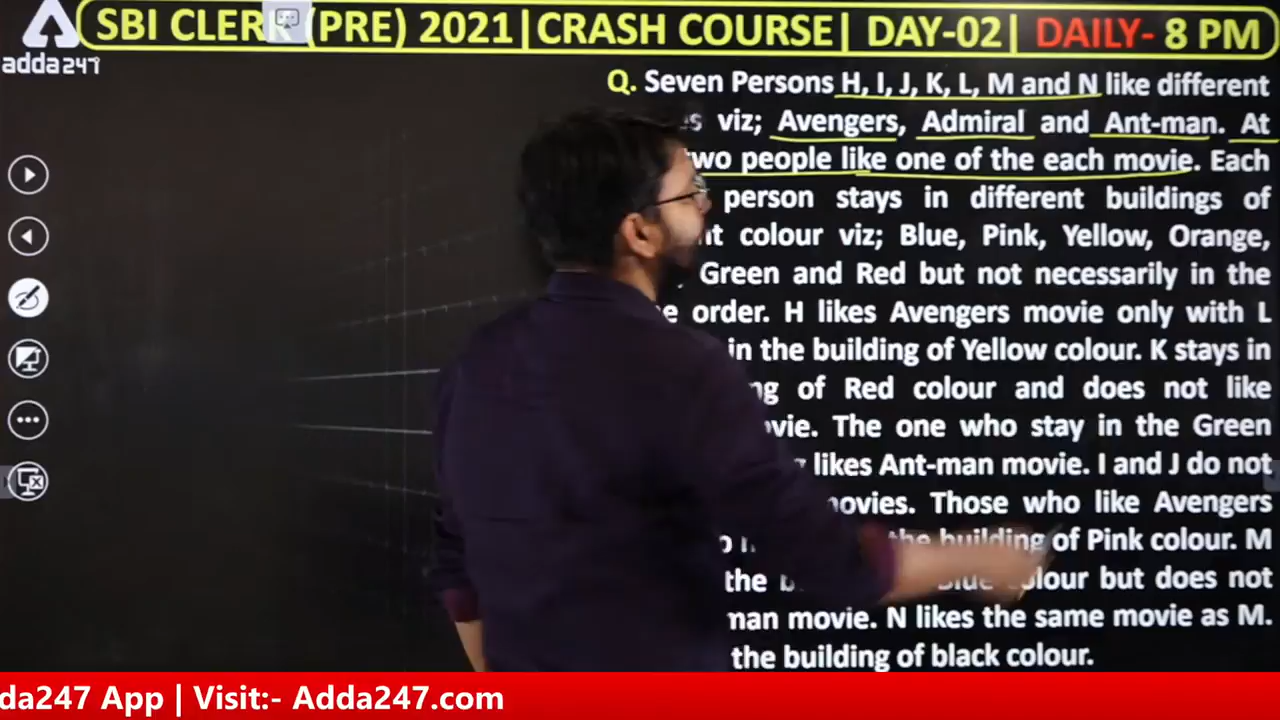 SBI CLERK (PRE) 2021|CRASH COURSE| DAY-02| DAILY- 8 PM
adda247
Q. Seven Persons H, I, J, K, L, M and N like different
viz; Avengers, Admiral and Ant-man. At
two people like one of the each movie. Each
person stays in different buildings of
colour viz; Blue, Pink, Yellow, Orange,
Green and Red but not necessarily in the
order. H likes Avengers movie only with L
in the building of Yellow colour. K stays in
of Red colour and does not like
The one who stay in the Green
likes Ant-man movie. I and J do not
Those who like Avengers
the building of Pink colour. M
the colour but does not
man movie. N likes the same movie as M.
the building of black colour.
da247 App | Visit:- Adda247.com